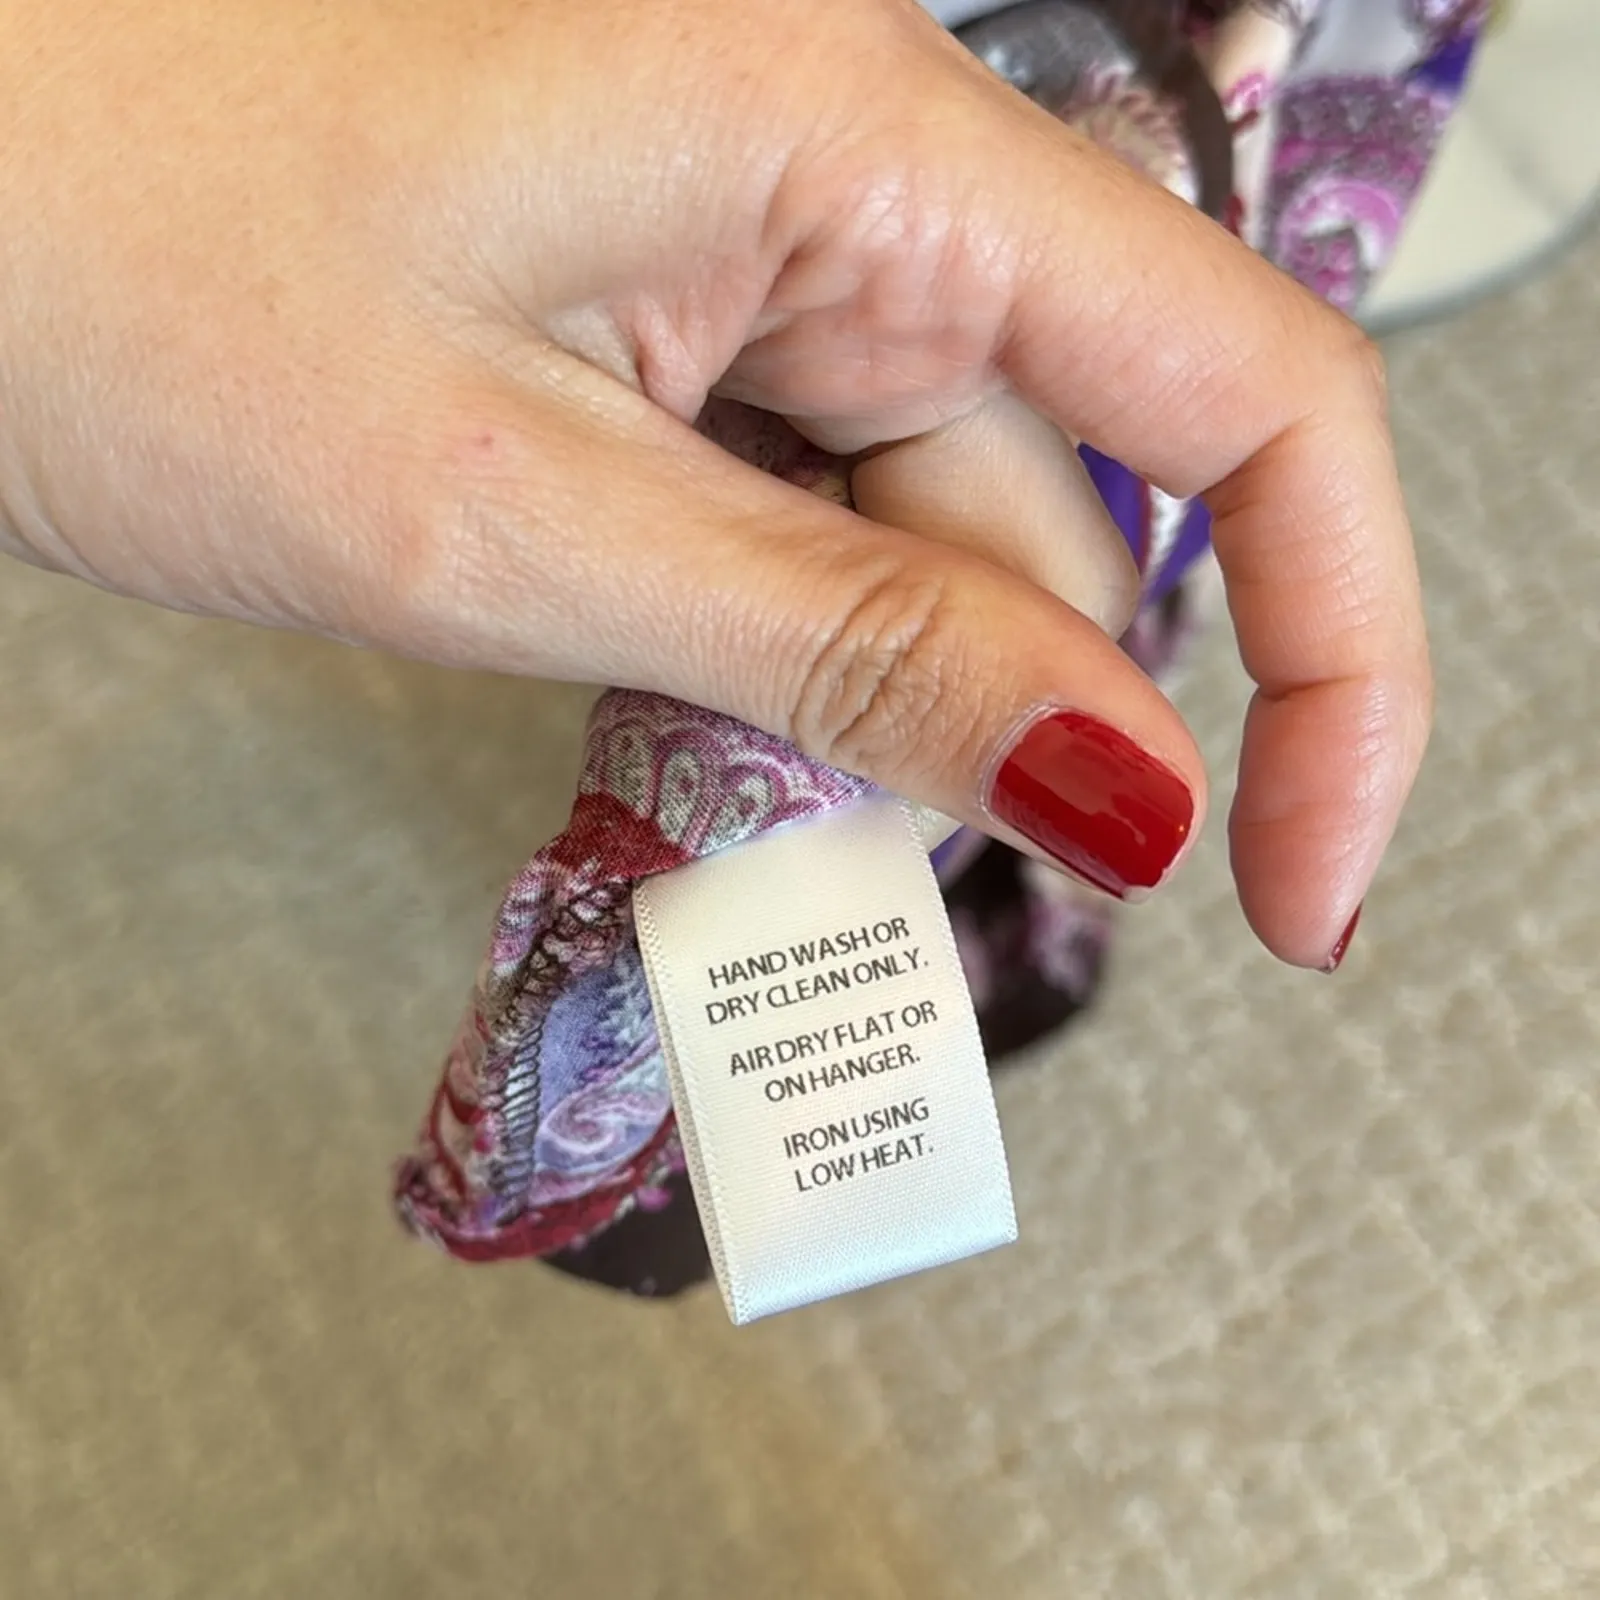 HAND WASH OR
DRY CLEAN ONLY.
AIR DRY FLAT OR
ON HANGER.
IRON USING
LOW HEAT.